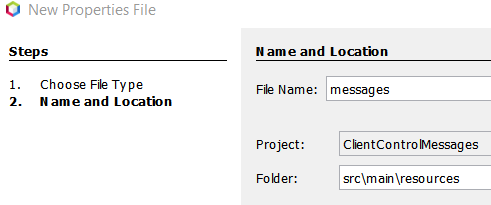 New Properties File
Steps
1. Choose File Type
2. Name and Location
Name and Location
File Name: messages
Project: ClientControlMessages
Folder: src\main\resources